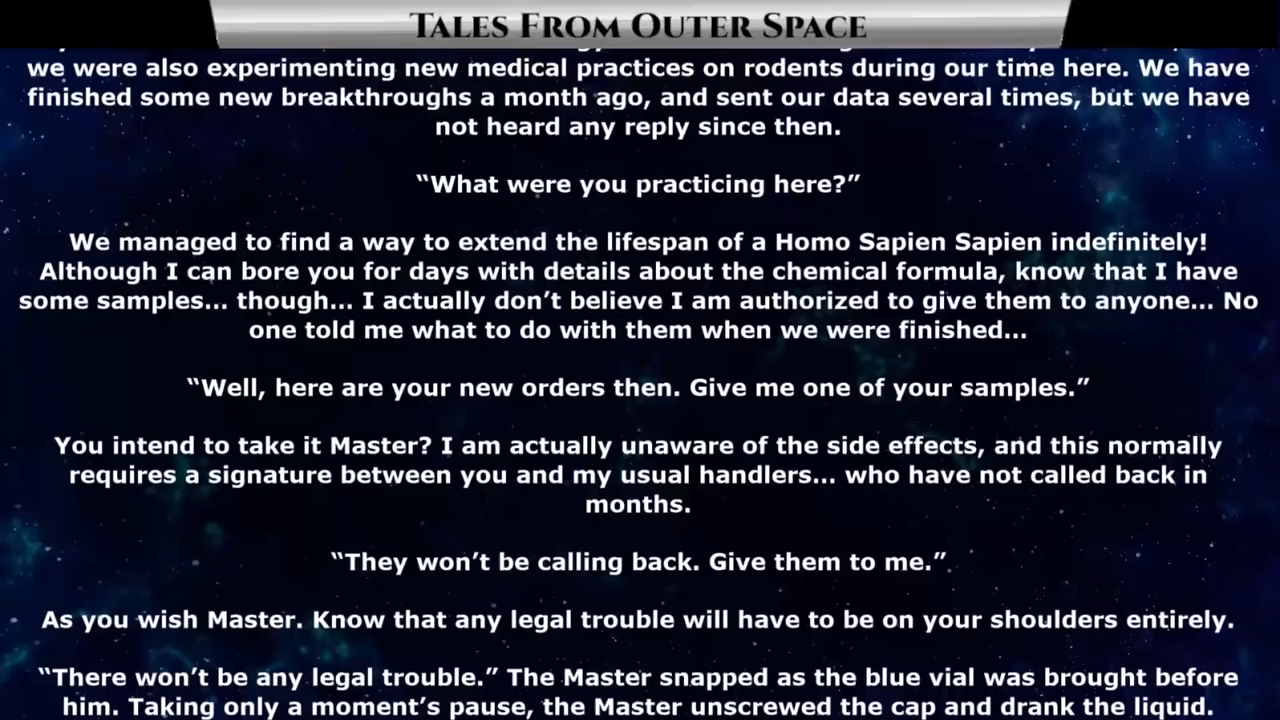 Tales From Outer Space
we were also experimenting new medical practices on rodents during our time here. We have
finished some new breakthroughs a month ago, and sent our data several times, but we have
not heard any reply since then.
“What were you practicing here?”
We managed to find a way to extend the lifespan of a Homo Sapien Sapien indefinitely!
Although I can bore you for days with details about the chemical formula, know that I have
some samples... though... I actually don’t believe I am authorized to give them to anyone... No
one told me what to do with them when we were finished...
“Well, here are your new orders then. Give me one of your samples.”
You intend to take it Master? I am actually unaware of the side effects, and this normally
requires a signature between you and my usual handlers... who have not called back in
months.
“They won’t be calling back. Give them to me.”
As you wish Master. Know that any legal trouble will have to be on your shoulders entirely.
“There won’t be any legal trouble.” The Master snapped as the blue vial was brought before
him. Taking only a moment’s pause, the Master unscrewed the cap and drank the liquid.